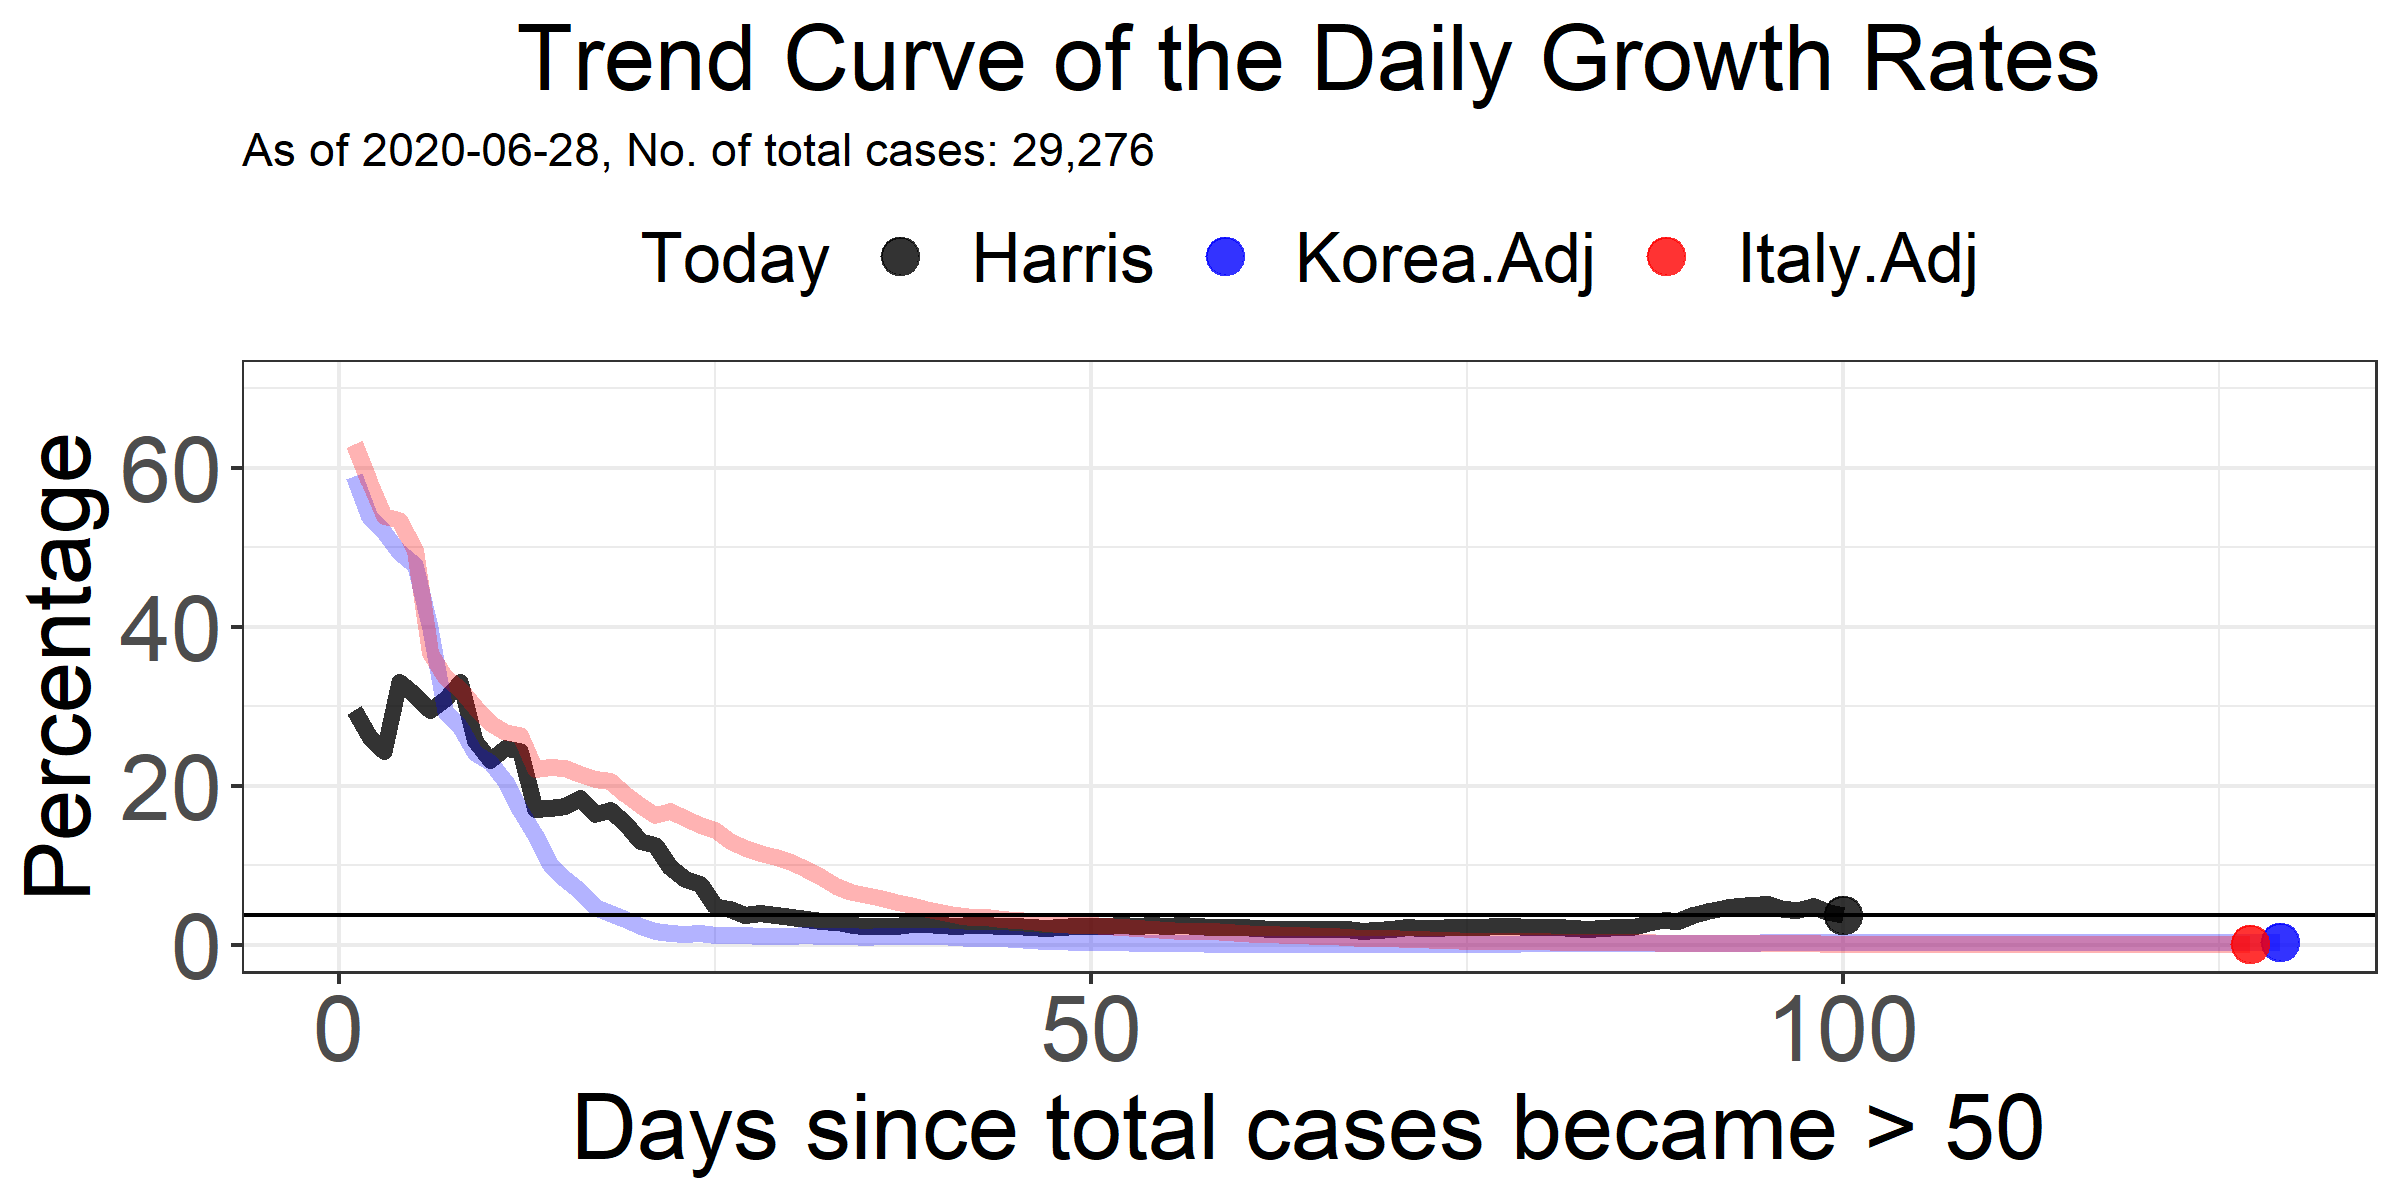 Trend Curve of the Daily Growth Rates
As of 2020-06-28, No. of total cases: 29,276
Today Harris Korea.Adj Italy.Adj
Percentage
60
40
20
0
0 50 100
Days since total cases became > 50